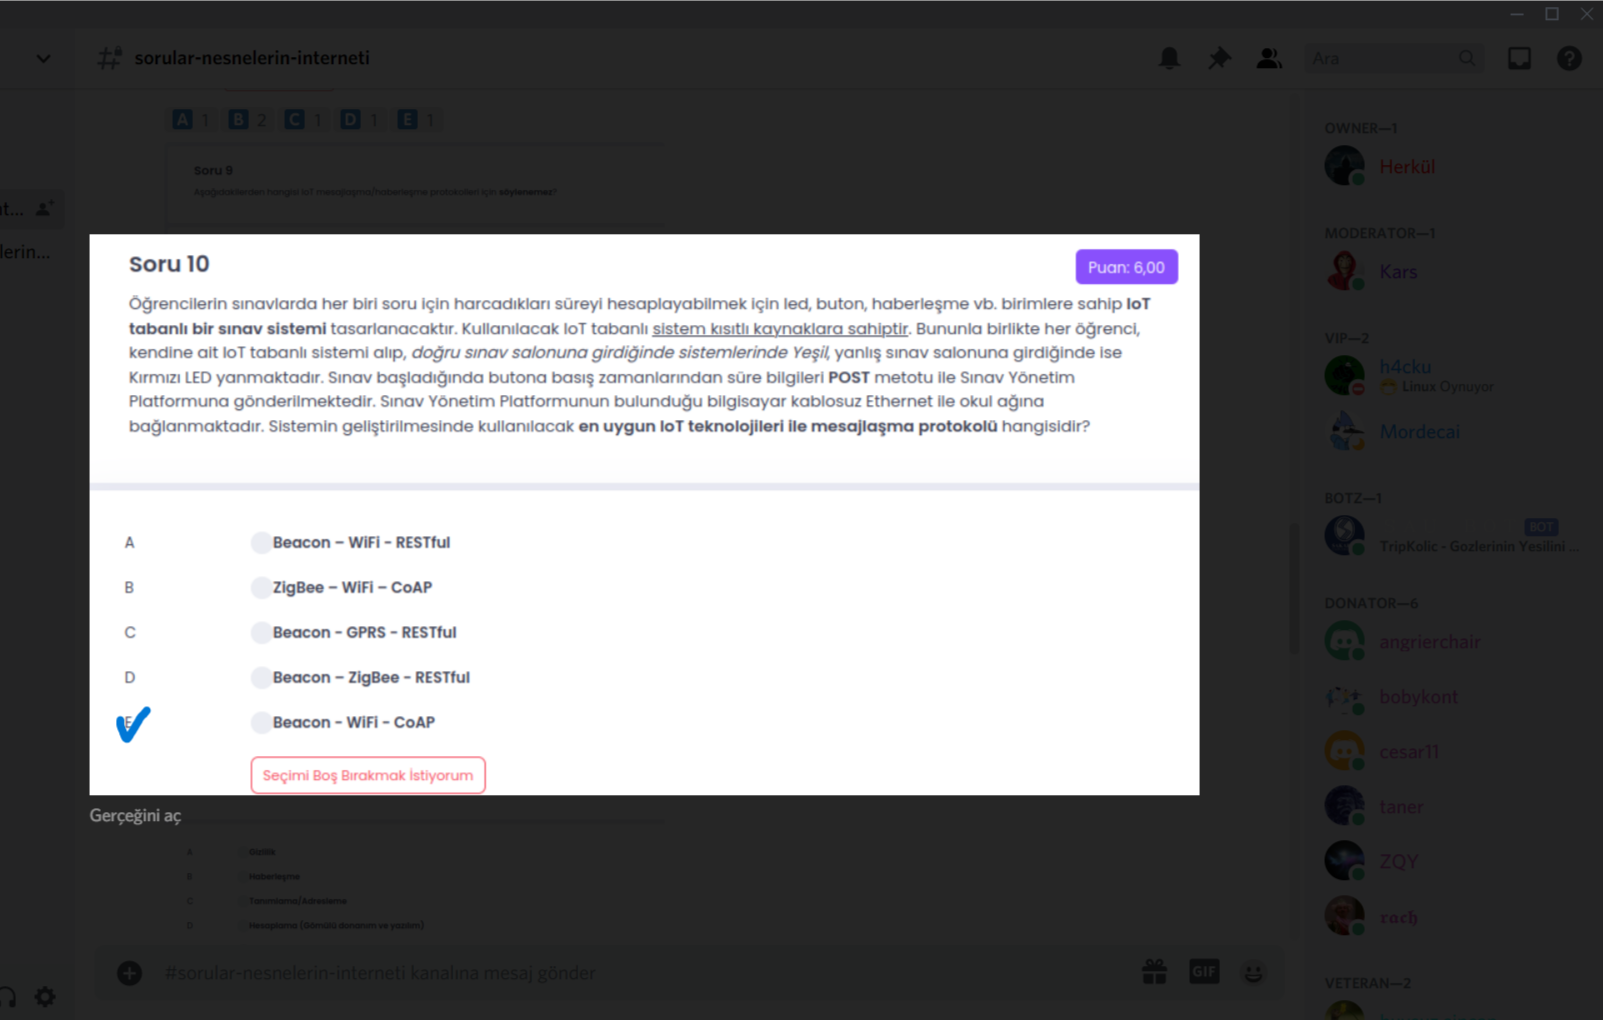 sorular-nesnelerin-interneti
Ara
A 1 B 2 C 1 D 1 E 1
Soru 9
Aşağıdakilerden hangisi IoT mesajlaşma/haberleşme protokolleri için söylenemez?
lerin...
Soru 10
Puan: 6,00
Öğrencilerin sınavlarda her biri soru için harcadıkları süreyi hesaplayabilmek için led, buton, haberleşme vb. birimlere sahip IoT
tabanlı bir sınav sistemi tasarlanacaktır. Kullanılacak IoT tabanlı sistem kısıtlı kaynaklara sahiptir. Bununla birlikte her öğrenci,
kendine ait IoT tabanlı sistemi alıp, doğru sınav salonuna girdiğinde sistemlerinde Yeşil, yanlış sınav salonuna girdiğinde ise
Kırmızı LED yanmaktadır. Sınav başladığında butona basış zamanlarından süre bilgileri POST metotu ile Sınav Yönetim
Platformuna gönderilmektedir. Sınav Yönetim Platformunun bulunduğu bilgisayar kablosuz Ethernet ile okul ağına
bağlanmaktadır. Sistemin geliştirilmesinde kullanılacak en uygun IoT teknolojileri ile mesajlaşma protokolü hangisidir?
A Beacon – WiFi - RESTful
B ZigBee – WiFi – CoAP
C Beacon - GPRS - RESTful
D Beacon – ZigBee - RESTful
E Beacon - WiFi - CoAP
Seçimi Boş Bırakmak İstiyorum
Gerçeğini aç
A Gizlilik
B Haberleşme
C Tanımlama/Adresleme
D Hesaplama (Gömülü donanım ve yazılım)
#sorular-nesnelerin-interneti kanalına mesaj gönder
GIF
OWNER—1
Herkül
MODERATOR—1
Kars
VIP—2
h4cku
Linux Oynuyor
Mordecai
BOTZ—1
BOT
TripKolic - Gozlerinin Yesilini ...
DONATOR—6
angrierchair
bobykont
cesar11
taner
ZQY
𝖗𝖆𝖈𝖍
VETERAN—2